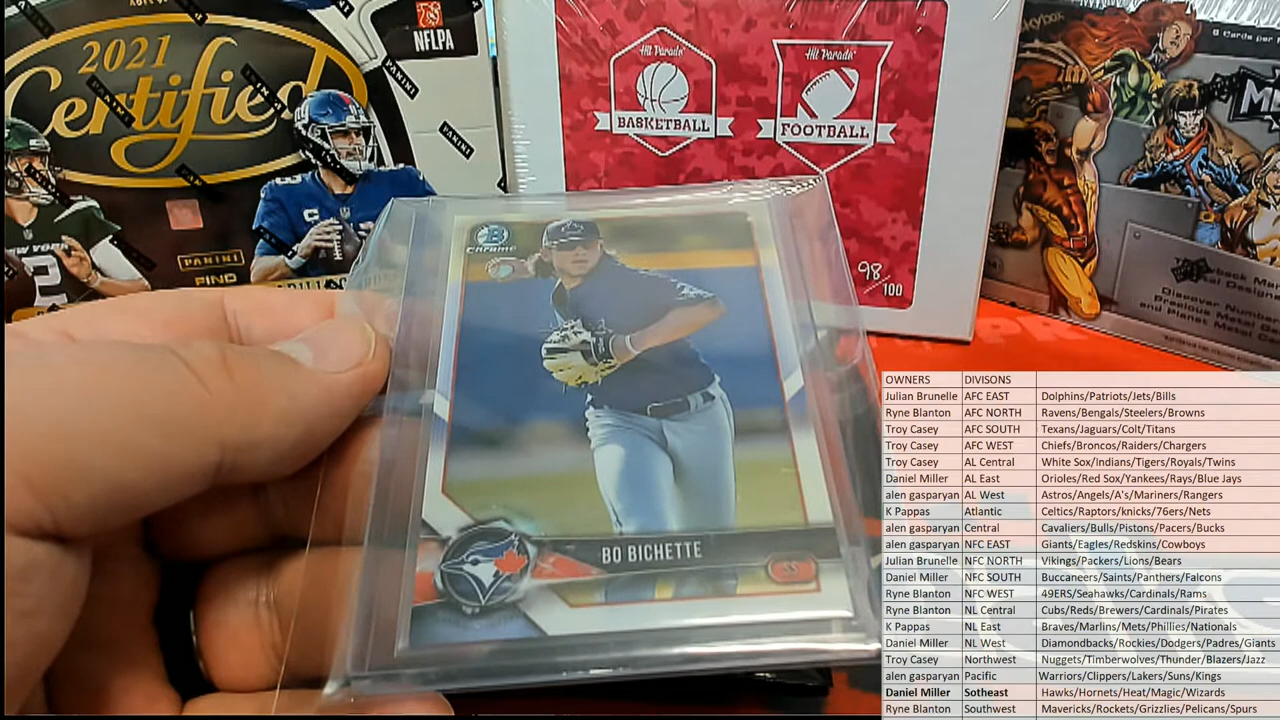 2021
Certified
NFLPA
PANINI
PANINI
PANINI
PANINI
NEW YORK
2
C
Hit Parade
BASKETBALL
Hit Parade
FOOTBALL
98/100
Skybox
Discover
B
CHROME
BO BICHETTE
SS
OWNERS DIVISONS
Julian Brunelle AFC EAST Dolphins/Patriots/Jets/Bills
Ryne Blanton AFC NORTH Ravens/Bengals/Steelers/Browns
Troy Casey AFC SOUTH Texans/Jaguars/Colt/Titans
Troy Casey AFC WEST Chiefs/Broncos/Raiders/Chargers
Troy Casey AL Central White Sox/Indians/Tigers/Royals/Twins
Daniel Miller AL East Orioles/Red Sox/Yankees/Rays/Blue Jays
alen gasparyan AL West Astros/Angels/A's/Mariners/Rangers
K Pappas Atlantic Celtics/Raptors/knicks/76ers/Nets
alen gasparyan Central Cavaliers/Bulls/Pistons/Pacers/Bucks
alen gasparyan NFC EAST Giants/Eagles/Redskins/Cowboys
Julian Brunelle NFC NORTH Vikings/Packers/Lions/Bears
Daniel Miller NFC SOUTH Buccaneers/Saints/Panthers/Falcons
Ryne Blanton NFC WEST 49ERS/Seahawks/Cardinals/Rams
Ryne Blanton NL Central Cubs/Reds/Brewers/Cardinals/Pirates
K Pappas NL East Braves/Marlins/Mets/Phillies/Nationals
Daniel Miller NL West Diamondbacks/Rockies/Dodgers/Padres/Giants
Troy Casey Northwest Nuggets/Timberwolves/Thunder/Blazers/Jazz
alen gasparyan Pacific Warriors/Clippers/Lakers/Suns/Kings
Daniel Miller Sotheast Hawks/Hornets/Heat/Magic/Wizards
Ryne Blanton Southwest Mavericks/Rockets/Grizzlies/Pelicans/Spurs